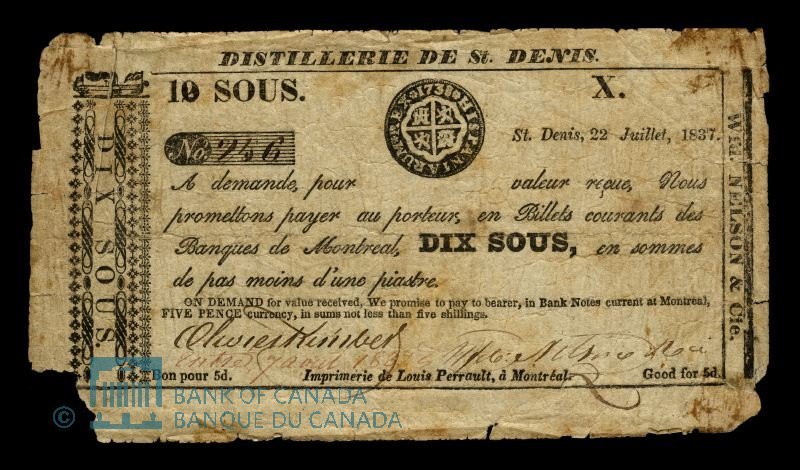 DISTILLERIE DE St. DENIS.
10 SOUS.
X.
1738 HISPANIARUM REX
No. 246
St. Denis, 22 Juillet, 1837.
A demande, pour valeur reçue, Nous
promettons payer au porteur, en Billets courants des
Banques de Montreal, DIX SOUS, en sommes
de pas moins d'une piastre.
ON DEMAND for value received, We promise to pay to bearer, in Bank Notes current at Montreal,
FIVE PENCE currency, in sums not less than five shillings.
Bon pour 5d.
Imprimerie de Louis Perrault, à Montréal.
Good for 5d.
DIX SOUS
Wm. NELSON & Cie.
© BANK OF CANADA
BANQUE DU CANADA